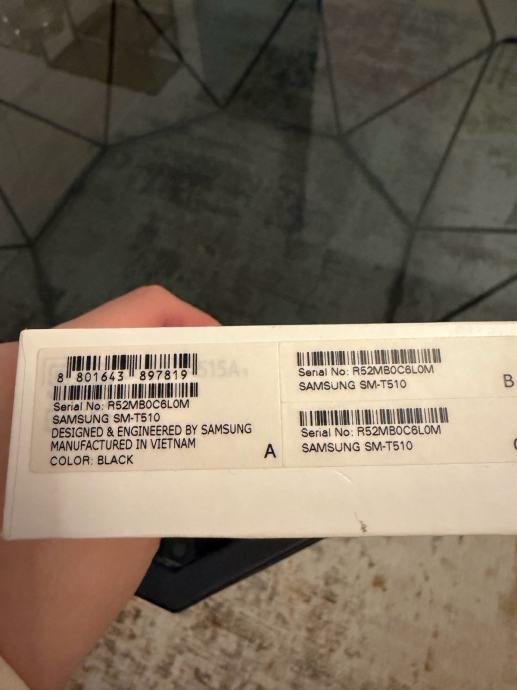 515A
8 801643 897819
Serial No: R52MB0C6L0M
SAMSUNG SM-T510
DESIGNED & ENGINEERED BY SAMSUNG
MANUFACTURED IN VIETNAM
COLOR: BLACK
A
Serial No: R52MB0C6L0M
SAMSUNG SM-T510
B
Serial No: R52MB0C6L0M
SAMSUNG SM-T510